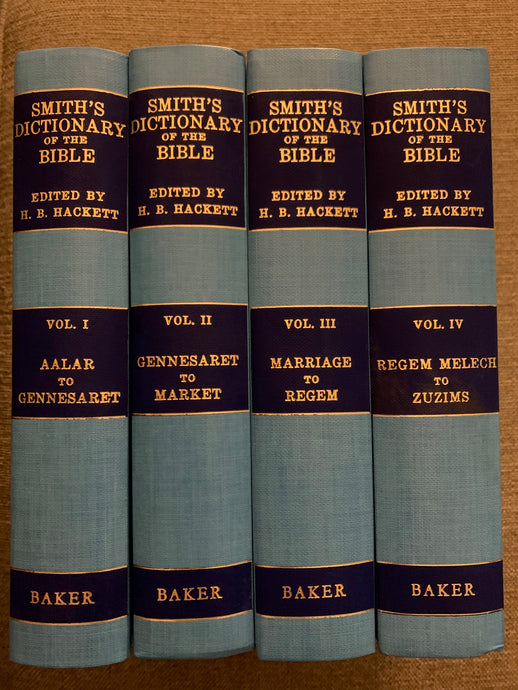 SMITH'S
DICTIONARY
OF THE
BIBLE
EDITED BY
H. B. HACKETT
VOL. I
AALAR
TO
GENNESARET
BAKER
SMITH'S
DICTIONARY
OF THE
BIBLE
EDITED BY
H. B. HACKETT
VOL. II
GENNESARET
TO
MARKET
BAKER
SMITH'S
DICTIONARY
OF THE
BIBLE
EDITED BY
H. B. HACKETT
VOL. III
MARRIAGE
TO
REGEM
BAKER
SMITH'S
DICTIONARY
OF THE
BIBLE
EDITED BY
H. B. HACKETT
VOL. IV
REGEM MELECH
TO
ZUZIMS
BAKER